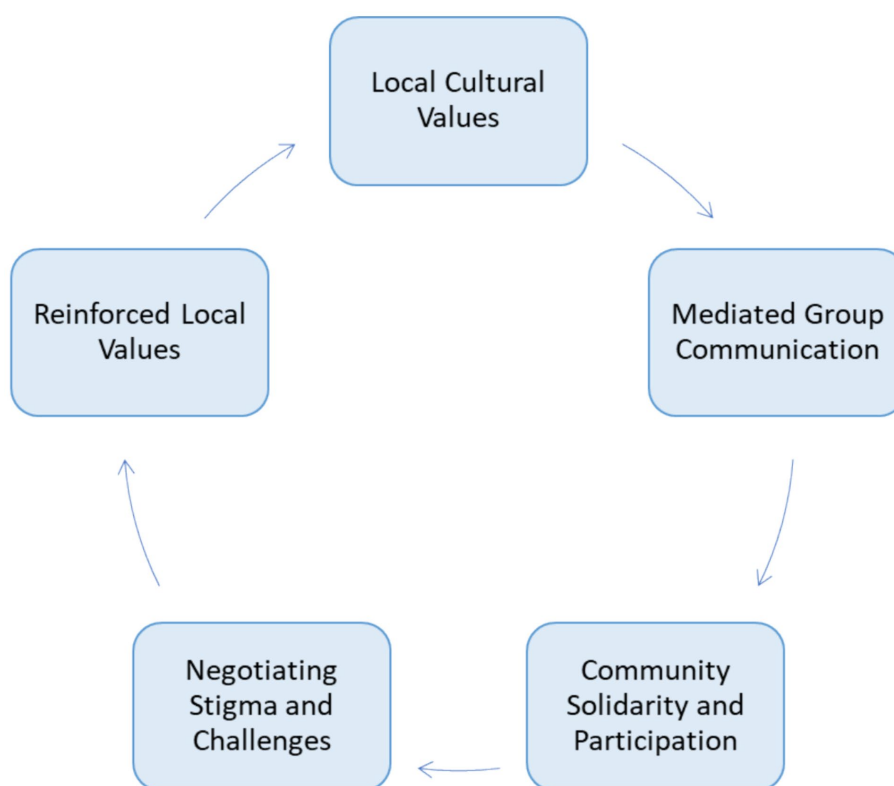 Local Cultural
Values
Mediated Group
Communication
Community
Solidarity and
Participation
Negotiating
Stigma and
Challenges
Reinforced Local
Values